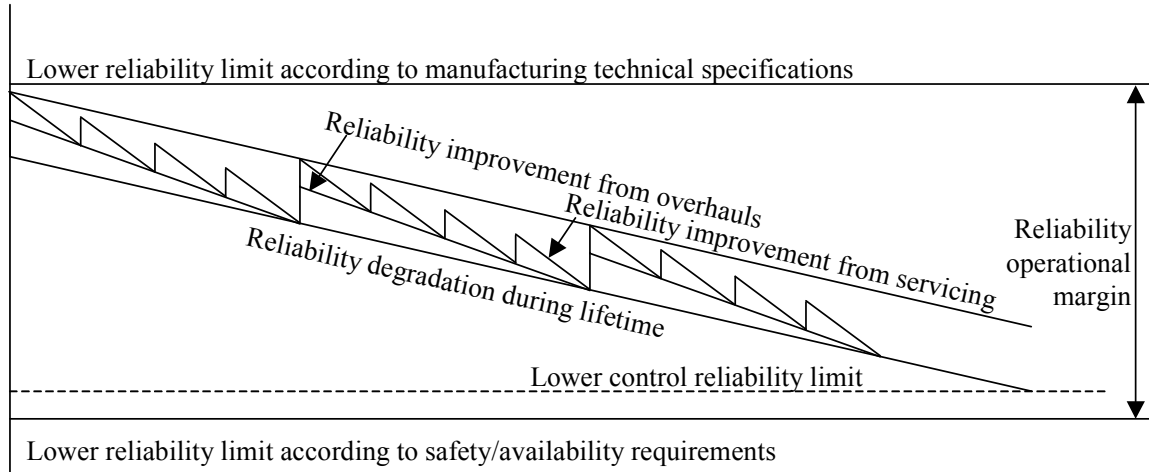 Lower reliability limit according to manufacturing technical specifications
Reliability improvement from overhauls
Reliability improvement from servicing
Reliability degradation during lifetime
Reliability
operational
margin
Lower control reliability limit
Lower reliability limit according to safety/availability requirements